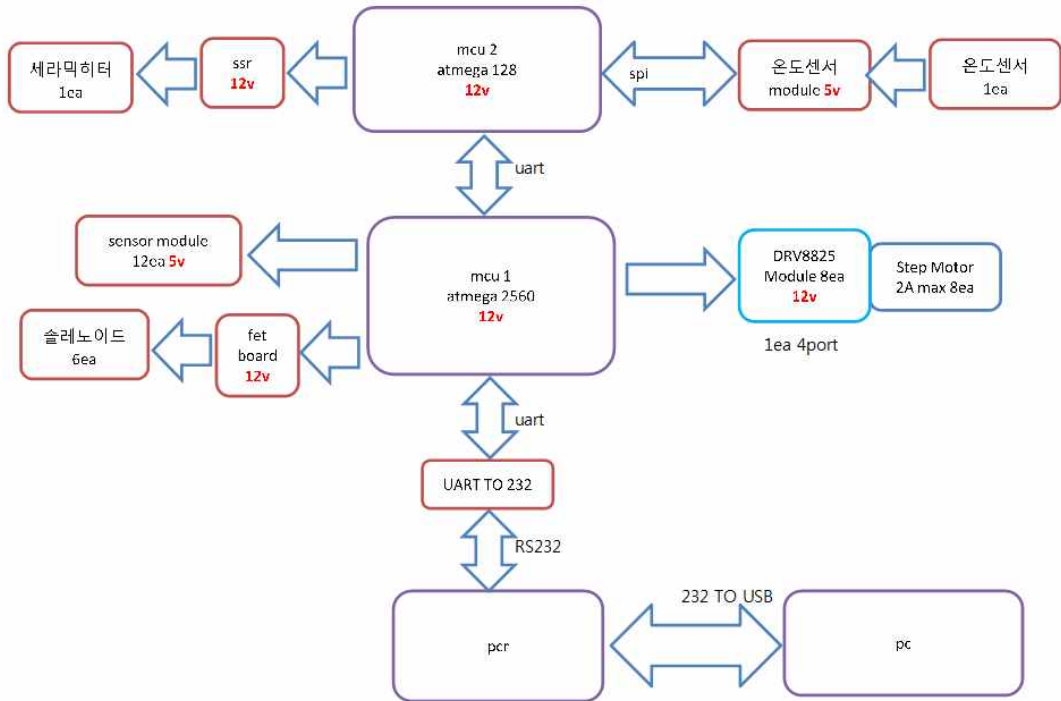 세라믹히터
1ea
ssr
12v
mcu 2
atmega 128
12v
spi
온도센서
module 5v
온도센서
1ea
uart
sensor module
12ea 5v
mcu 1
atmega 2560
12v
DRV8825
Module 8ea
12v
Step Motor
2A max 8ea
1ea 4port
솔레노이드
6ea
fet
board
12v
uart
UART TO 232
RS232
pcr
232 TO USB
pc